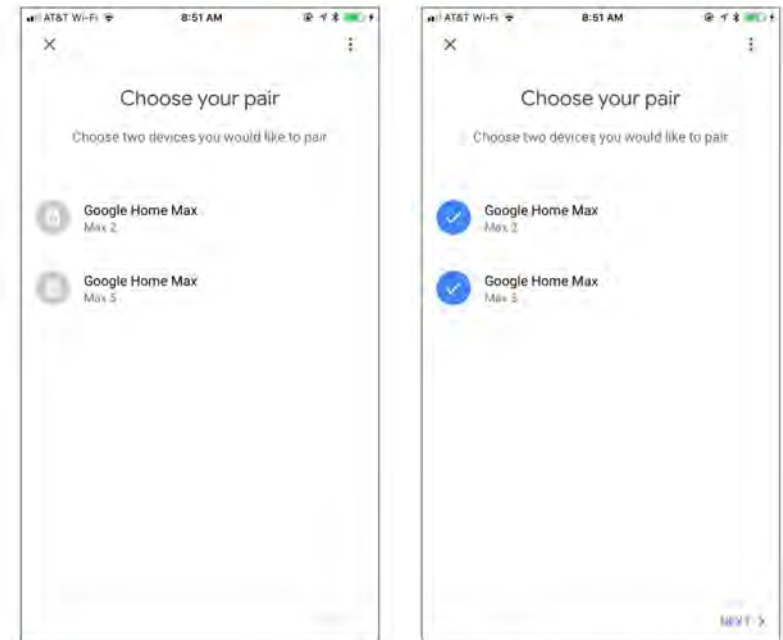 AT&T Wi-Fi 8:51 AM
Choose your pair
Choose two devices you would like to pair
Google Home Max
Max 2
Google Home Max
Max 5
AT&T Wi-Fi 8:51 AM
Choose your pair
Choose two devices you would like to pair
Google Home Max
Max 2
Google Home Max
Max 5
NEXT